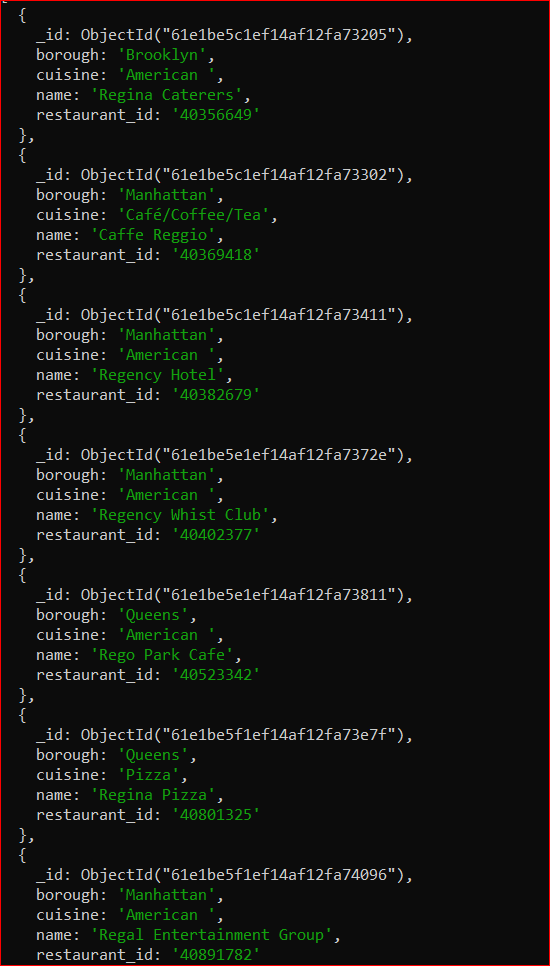 {
_id: ObjectId("61e1be5c1ef14af12fa73205"),
borough: 'Brooklyn',
cuisine: 'American ',
name: 'Regina Caterers',
restaurant_id: '40356649'
},
{
_id: ObjectId("61e1be5c1ef14af12fa73302"),
borough: 'Manhattan',
cuisine: 'Café/Coffee/Tea',
name: 'Caffe Reggio',
restaurant_id: '40369418'
},
{
_id: ObjectId("61e1be5c1ef14af12fa73411"),
borough: 'Manhattan',
cuisine: 'American ',
name: 'Regency Hotel',
restaurant_id: '40382679'
},
{
_id: ObjectId("61e1be5e1ef14af12fa7372e"),
borough: 'Manhattan',
cuisine: 'American ',
name: 'Regency Whist Club',
restaurant_id: '40402377'
},
{
_id: ObjectId("61e1be5e1ef14af12fa73811"),
borough: 'Queens',
cuisine: 'American ',
name: 'Rego Park Cafe',
restaurant_id: '40523342'
},
{
_id: ObjectId("61e1be5f1ef14af12fa73e7f"),
borough: 'Queens',
cuisine: 'Pizza',
name: 'Regina Pizza',
restaurant_id: '40801325'
},
{
_id: ObjectId("61e1be5f1ef14af12fa74096"),
borough: 'Manhattan',
cuisine: 'American ',
name: 'Regal Entertainment Group',
restaurant_id: '40891782'